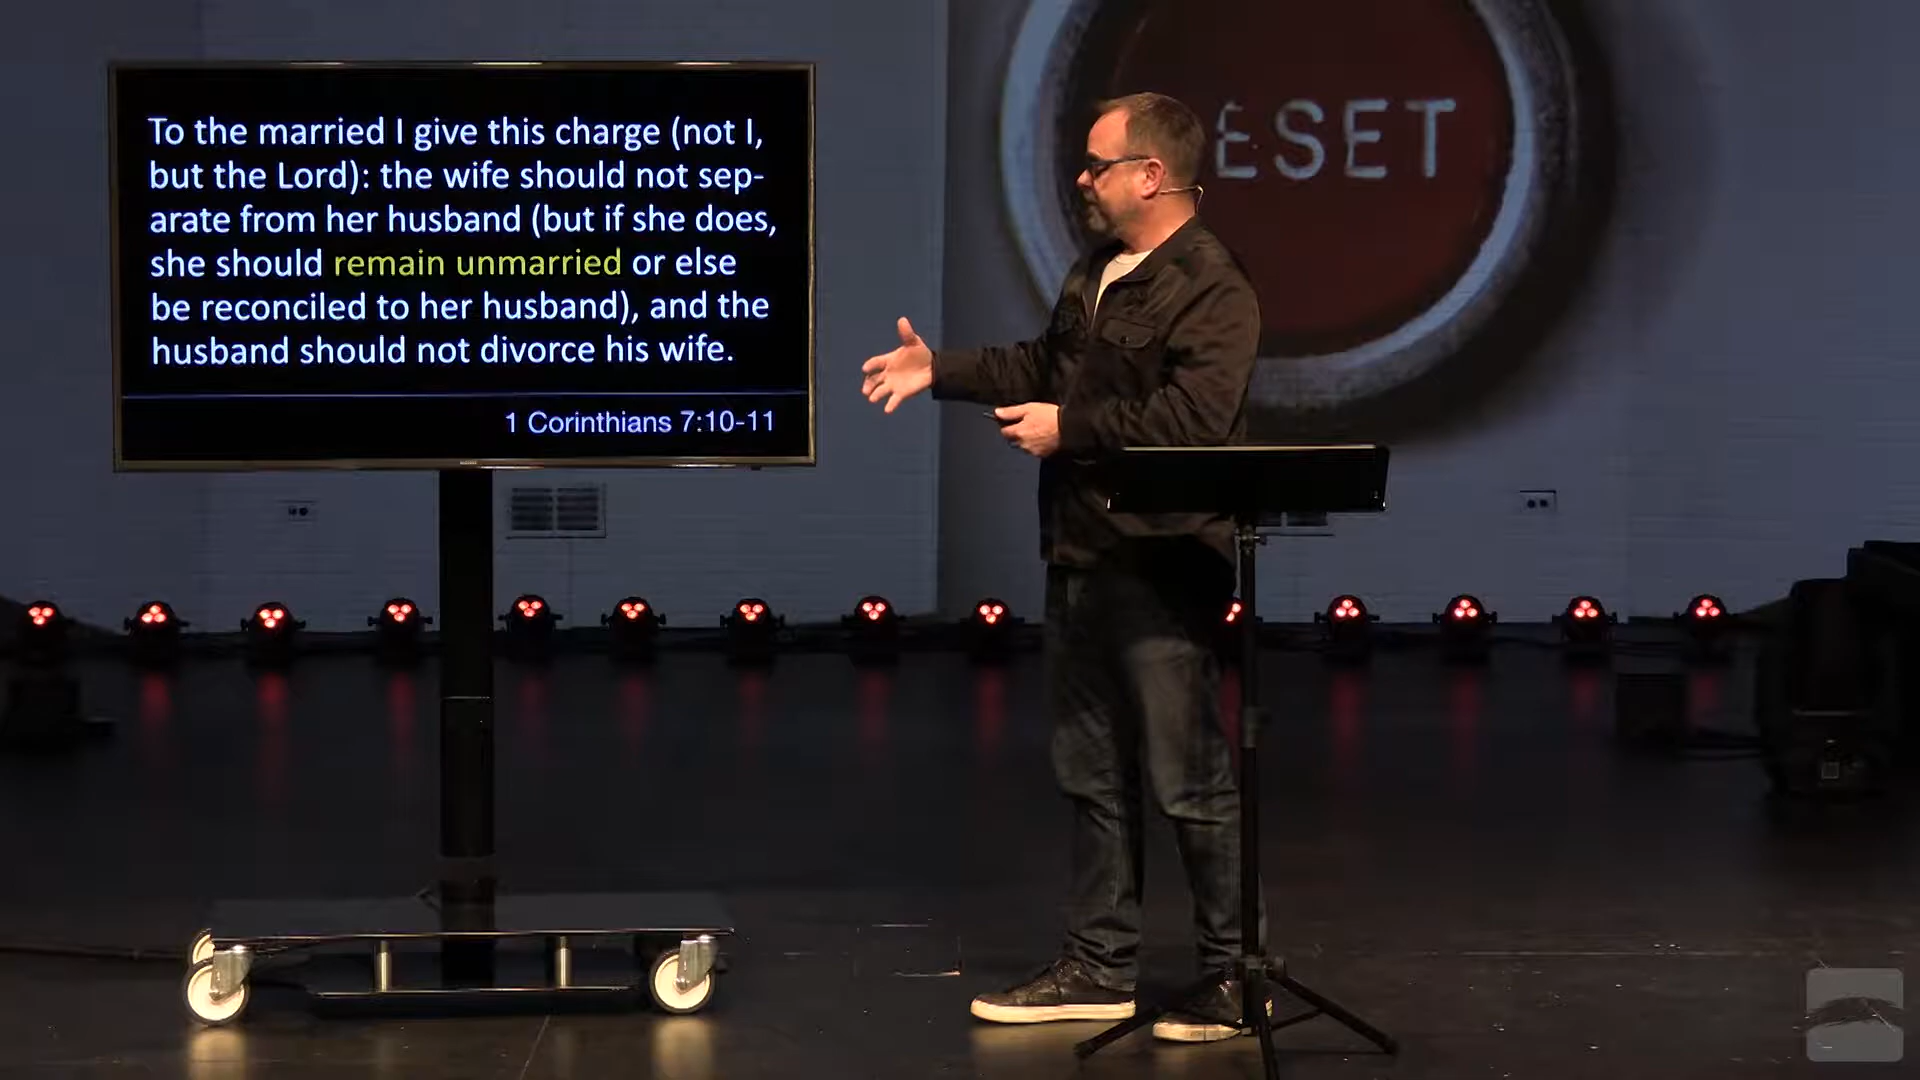 To the married I give this charge (not I,
but the Lord): the wife should not sep-
arate from her husband (but if she does,
she should remain unmarried or else
be reconciled to her husband), and the
husband should not divorce his wife.
1 Corinthians 7:10-11
ESET